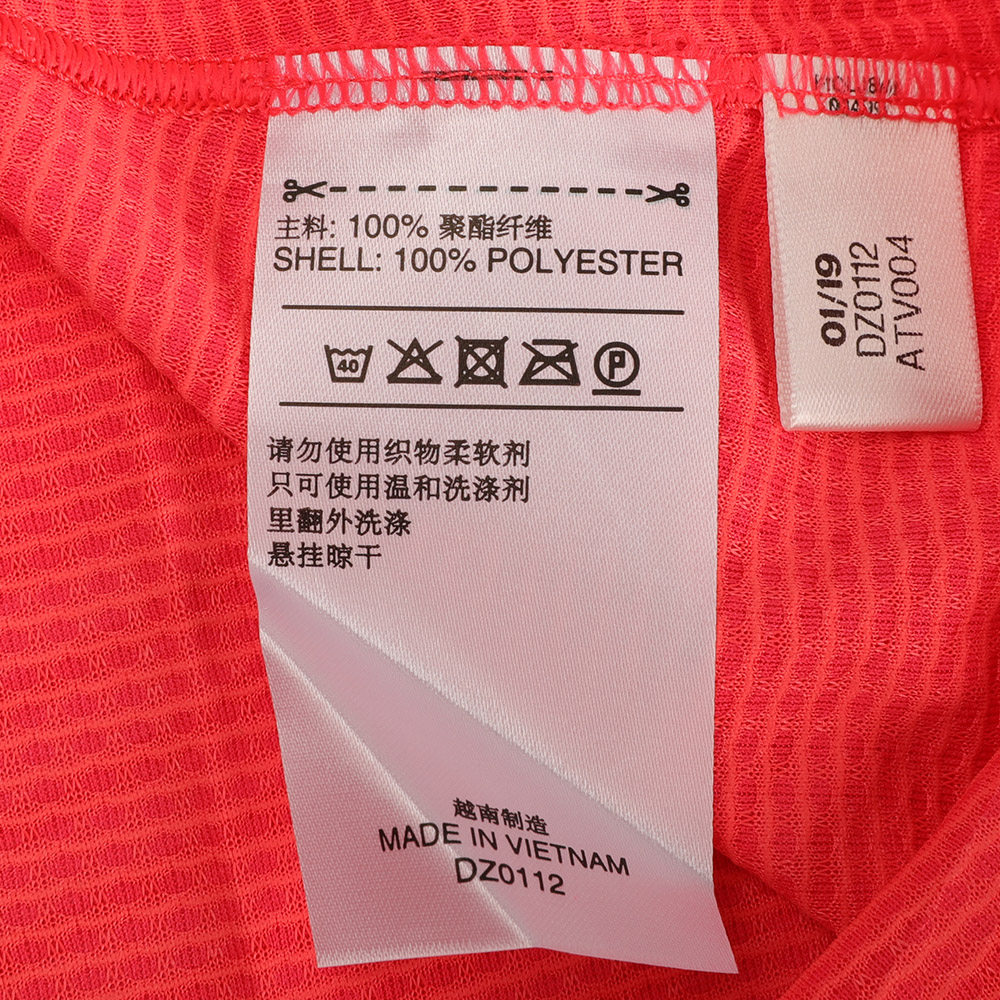 主料: 100% 聚酯纤维
SHELL: 100% POLYESTER
40
P
请勿使用织物柔软剂
只可使用温和洗涤剂
里翻外洗涤
悬挂晾干
越南制造
MADE IN VIETNAM
DZ0112
01/19
DZ0112
ATV004